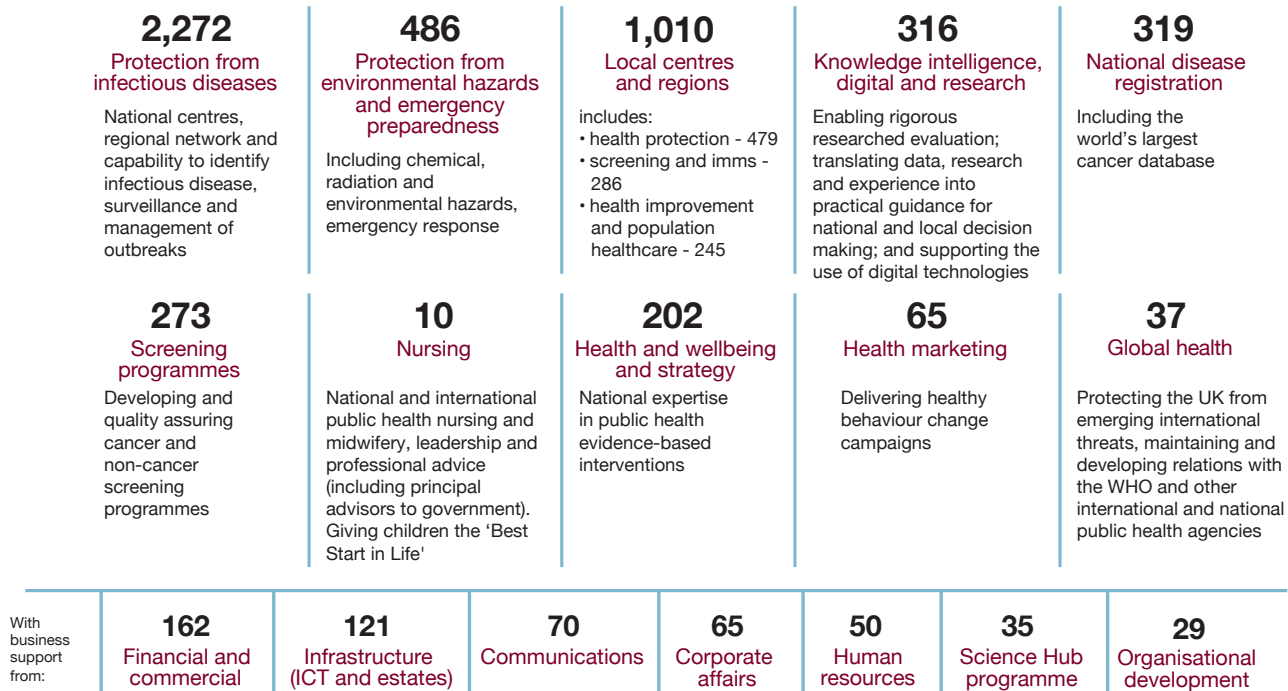 2,272
Protection from
infectious diseases
National centres,
regional network and
capability to identify
infectious disease,
surveillance and
management of
outbreaks
486
Protection from
environmental hazards
and emergency
preparedness
Including chemical,
radiation and
environmental hazards,
emergency response
1,010
Local centres
and regions
includes:
• health protection - 479
• screening and imms -
286
• health improvement
and population
healthcare - 245
316
Knowledge intelligence,
digital and research
Enabling rigorous
researched evaluation;
translating data, research
and experience into
practical guidance for
national and local decision
making; and supporting the
use of digital technologies
319
National disease
registration
Including the
world's largest
cancer database
273
Screening
programmes
Developing and
quality assuring
cancer and
non-cancer
screening
programmes
10
Nursing
National and international
public health nursing and
midwifery, leadership and
professional advice
(including principal
advisors to government).
Giving children the ‘Best
Start in Life'
202
Health and wellbeing
and strategy
National expertise
in public health
evidence-based
interventions
65
Health marketing
Delivering healthy
behaviour change
campaigns
37
Global health
Protecting the UK from
emerging international
threats, maintaining and
developing relations with
the WHO and other
international and national
public health agencies
With
business
support
from:
162
Financial and
commercial
121
Infrastructure
(ICT and estates)
70
Communications
65
Corporate
affairs
50
Human
resources
35
Science Hub
programme
29
Organisational
development